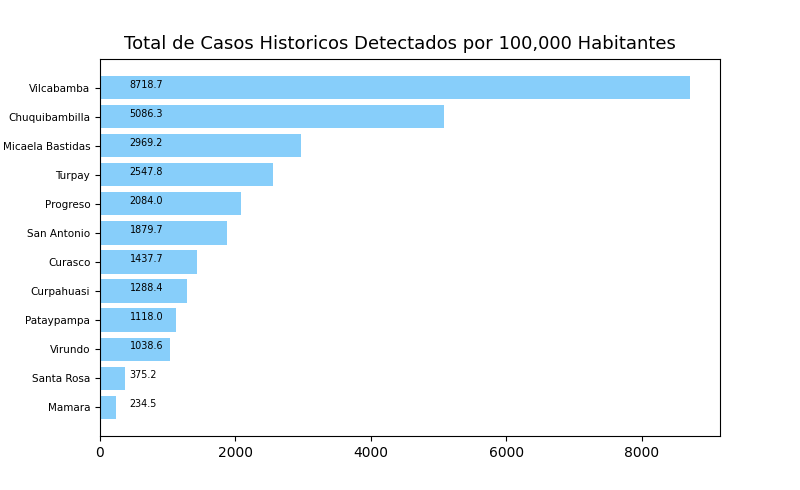 Total de Casos Historicos Detectados por 100,000 Habitantes
Vilcabamba 8718.7
Chuquibambilla 5086.3
Micaela Bastidas 2969.2
Turpay 2547.8
Progreso 2084.0
San Antonio 1879.7
Curasco 1437.7
Curpahuasi 1288.4
Pataypampa 1118.0
Virundo 1038.6
Santa Rosa 375.2
Mamara 234.5
0 2000 4000 6000 8000